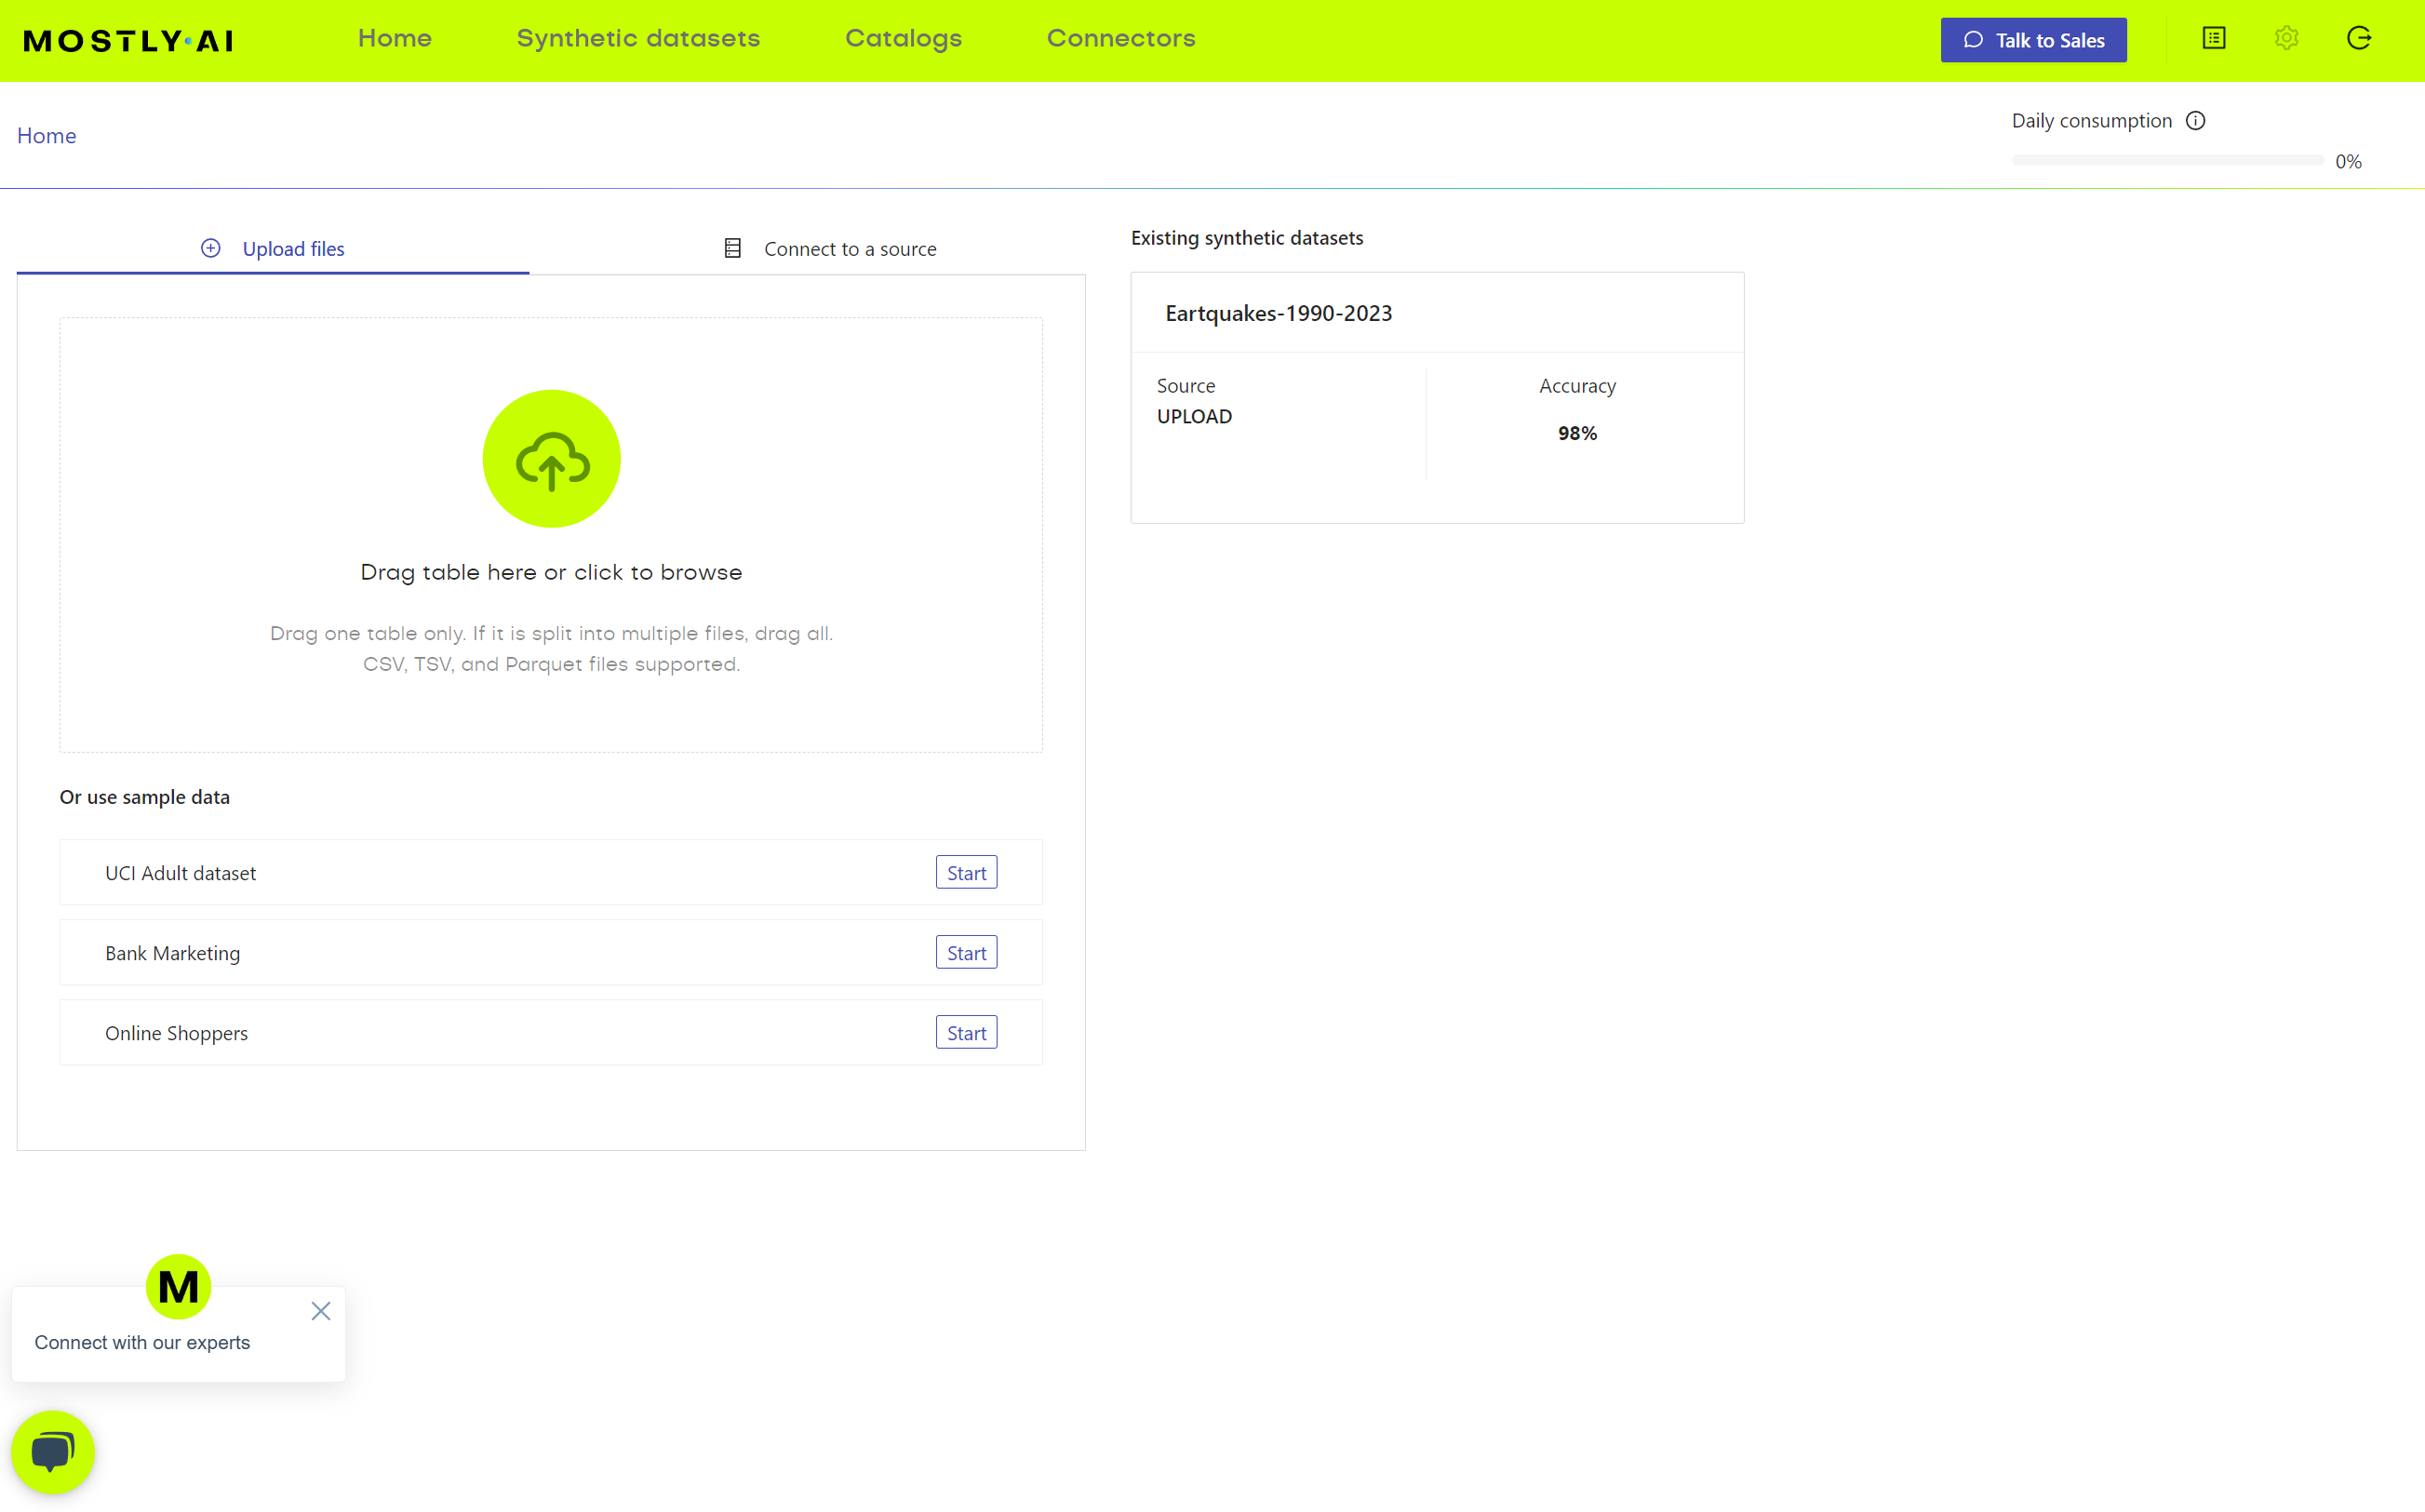 MOSTLY·AI
Home
Synthetic datasets
Catalogs
Connectors
Talk to Sales
Home
Daily consumption
0%
Upload files
Connect to a source
Drag table here or click to browse
Drag one table only. If it is split into multiple files, drag all.
CSV, TSV, and Parquet files supported.
Or use sample data
UCI Adult dataset
Start
Bank Marketing
Start
Online Shoppers
Start
Existing synthetic datasets
Eartquakes-1990-2023
Source
UPLOAD
Accuracy
98%
M
Connect with our experts